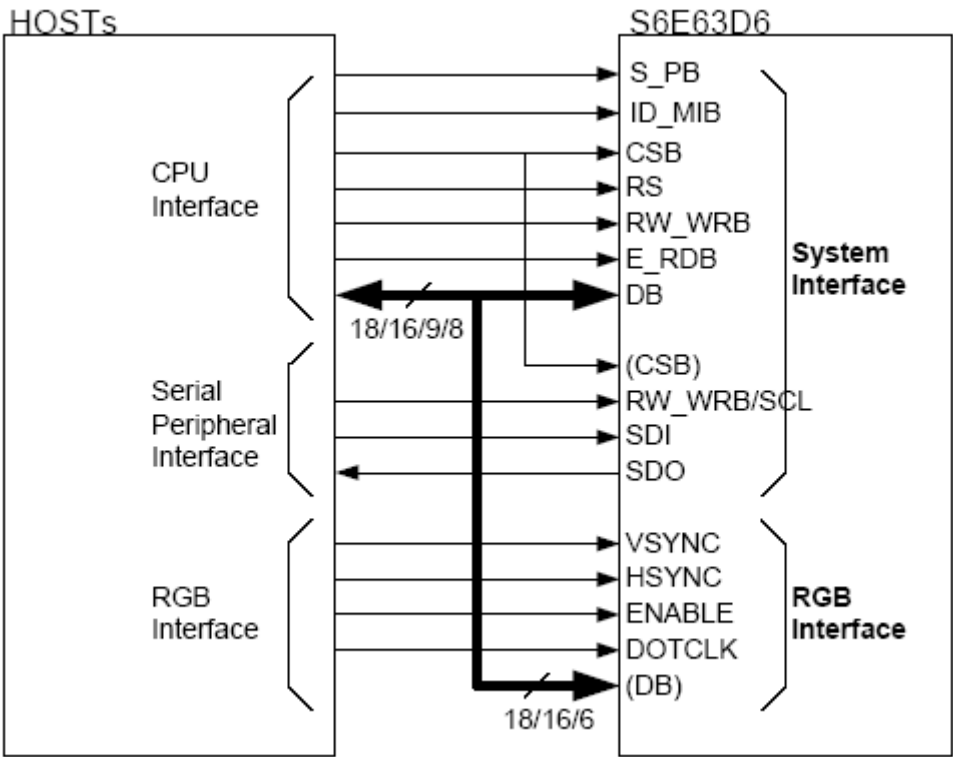 HOSTs
S6E63D6
CPU
Interface
18/16/9/8
Serial
Peripheral
Interface
RGB
Interface
18/16/6
S_PB
ID_MIB
CSB
RS
RW_WRB
E_RDB
DB
(CSB)
RW_WRB/SCL
SDI
SDO
System
Interface
VSYNC
HSYNC
ENABLE
DOTCLK
(DB)
RGB
Interface